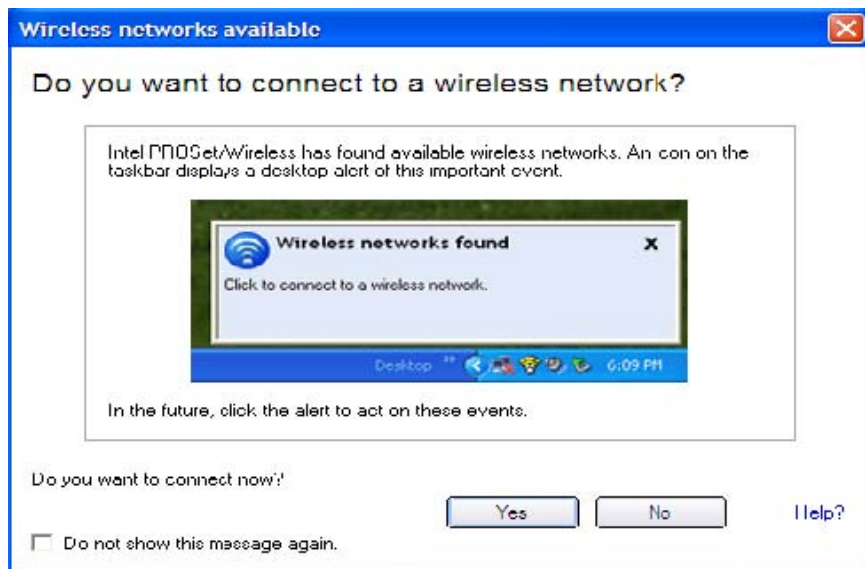 Wireless networks available
Do you want to connect to a wireless network?
Intel PROSet/Wireless has found available wireless networks. An icon on the
taskbar displays a desktop alert of this important event.
Wireless networks found
X
Click to connect to a wireless network.
Desktop
»
6:09 PM
In the future, click the alert to act on these events.
Do you want to connect now?
Yes
No
Help?
Do not show this message again.